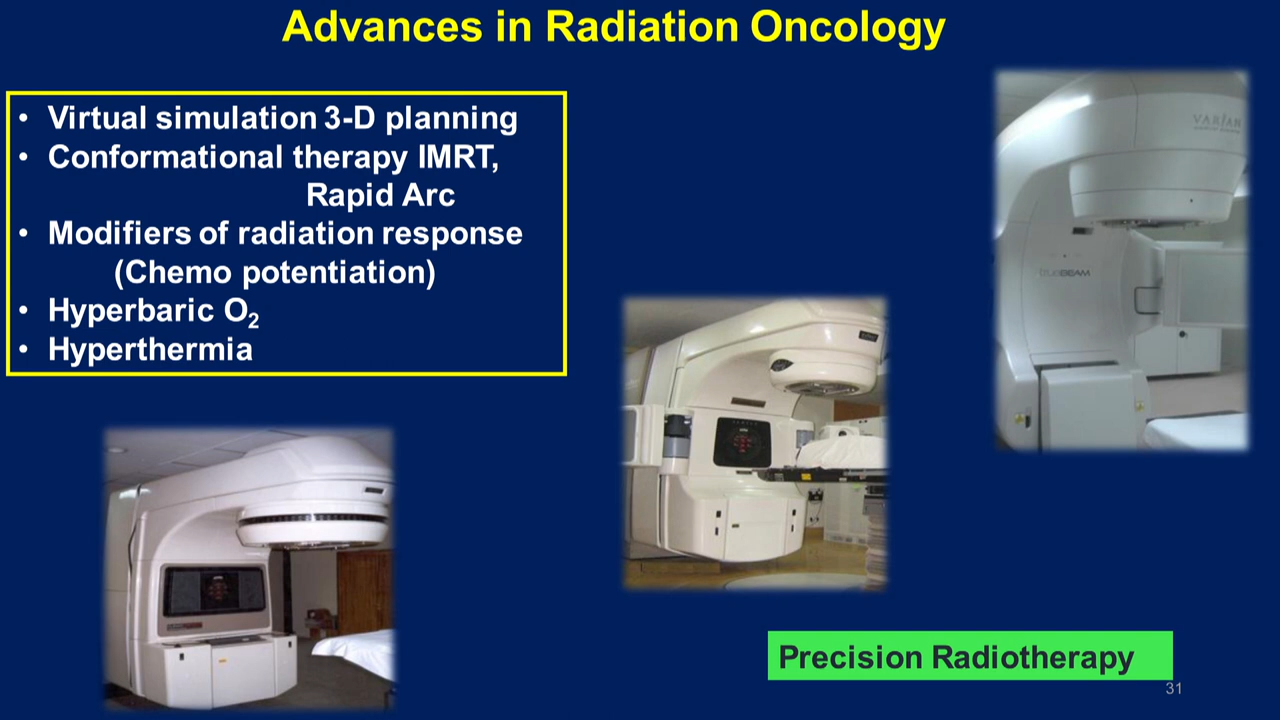 Advances in Radiation Oncology
• Virtual simulation 3-D planning
• Conformational therapy IMRT,
Rapid Arc
• Modifiers of radiation response
(Chemo potentiation)
• Hyperbaric O₂
• Hyperthermia
VARIAN
TRUEBEAM
Precision Radiotherapy
31